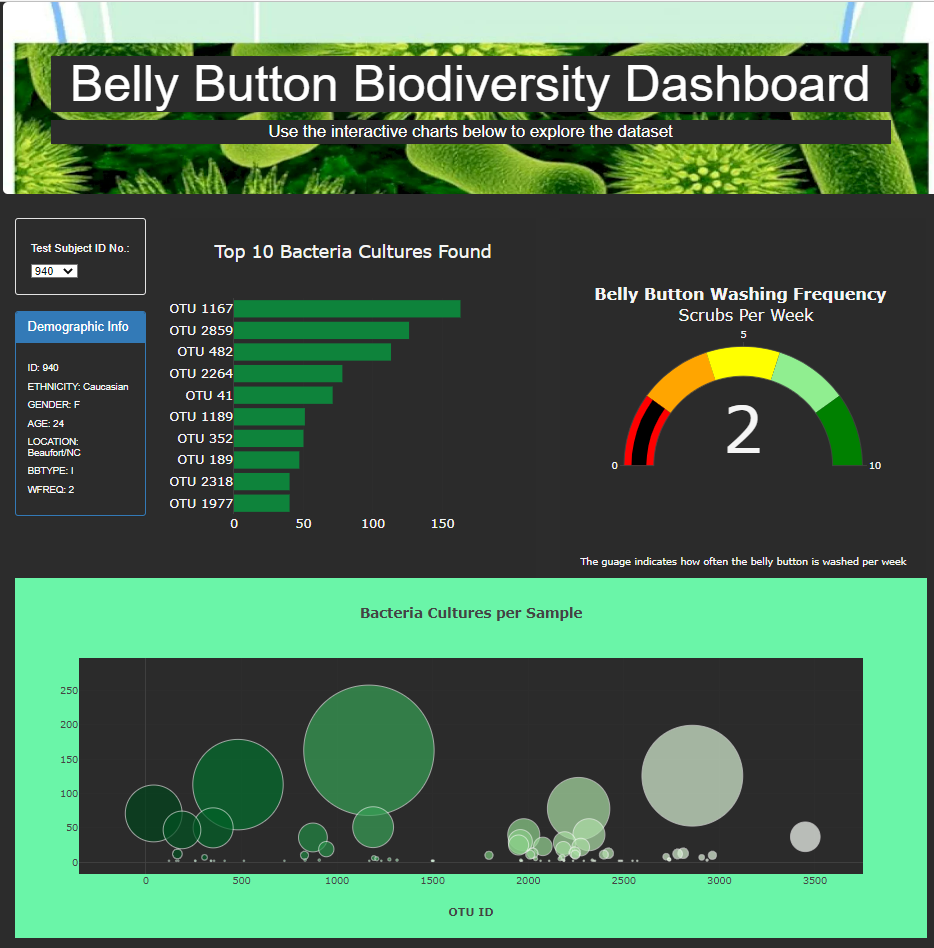 Belly Button Biodiversity Dashboard
Use the interactive charts below to explore the dataset
Test Subject ID No.:
940
Demographic Info
ID: 940
ETHNICITY: Caucasian
GENDER: F
AGE: 24
LOCATION:
Beaufort/NC
BBTYPE: I
WFREQ: 2
Top 10 Bacteria Cultures Found
OTU 1167
OTU 2859
OTU 482
OTU 2264
OTU 41
OTU 1189
OTU 352
OTU 189
OTU 2318
OTU 1977
0 50 100 150
Belly Button Washing Frequency
Scrubs Per Week
5
2
0 10
The guage indicates how often the belly button is washed per week
Bacteria Cultures per Sample
250
200
150
100
50
0
0 500 1000 1500 2000 2500 3000 3500
OTU ID